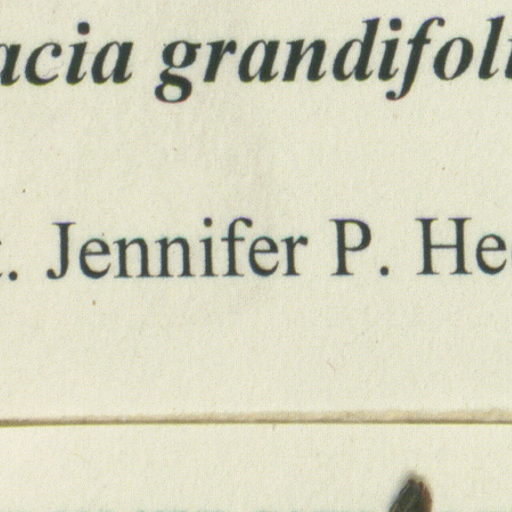 acia grandifoli
. Jennifer P. He